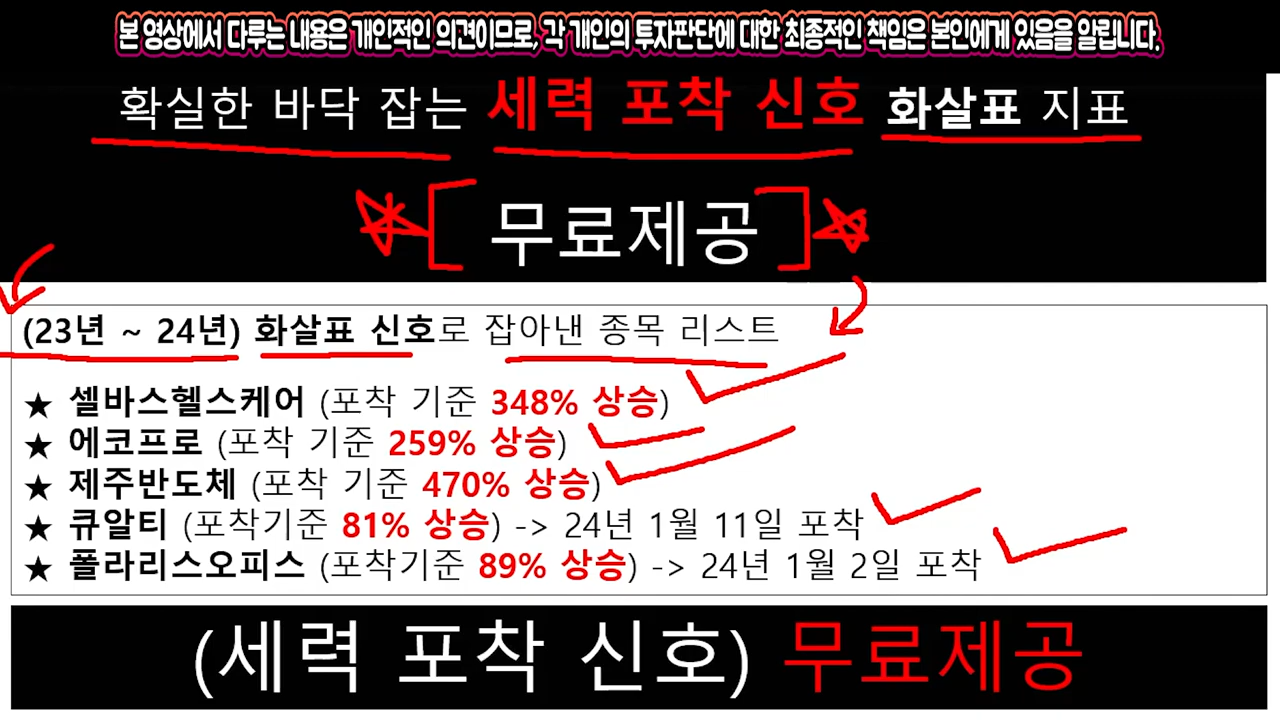 본 영상에서 다루는 내용은 개인적인 의견이므로, 각 개인의 투자판단에 대한 최종적인 책임은 본인에게 있음을 알립니다.
확실한 바닥 잡는 세력 포착 신호 화살표 지표
무료제공
(23년 ~ 24년) 화살표 신호로 잡아낸 종목 리스트
★ 셀바스헬스케어 (포착 기준 348% 상승)
★ 에코프로 (포착 기준 259% 상승)
★ 제주반도체 (포착 기준 470% 상승)
★ 큐알티 (포착기준 81% 상승) -> 24년 1월 11일 포착
★ 폴라리스오피스 (포착기준 89% 상승) -> 24년 1월 2일 포착
(세력 포착 신호) 무료제공